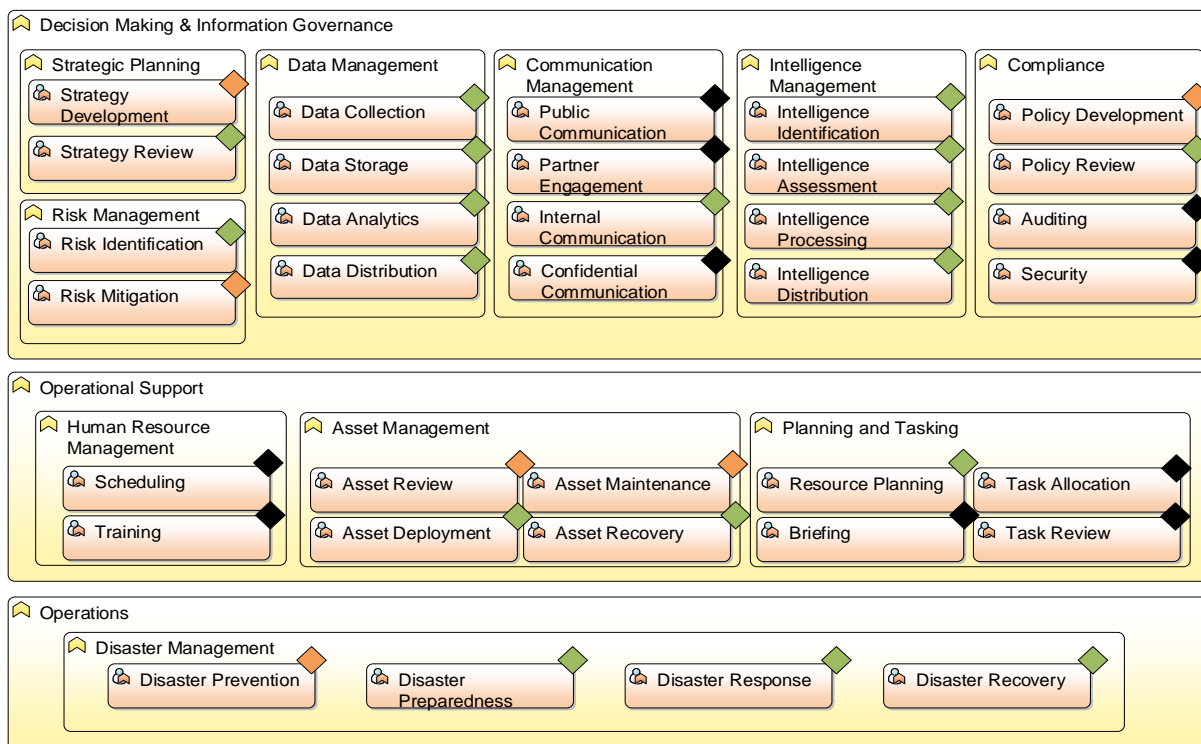 Decision Making & Information Governance
Strategic Planning
Strategy
Development
Strategy Review
Risk Management
Risk Identification
Risk Mitigation
Data Management
Data Collection
Data Storage
Data Analytics
Data Distribution
Communication
Management
Public
Communication
Partner
Engagement
Internal
Communication
Confidential
Communication
Intelligence
Management
Intelligence
Identification
Intelligence
Assessment
Intelligence
Processing
Intelligence
Distribution
Compliance
Policy Development
Policy Review
Auditing
Security
Operational Support
Human Resource
Management
Scheduling
Training
Asset Management
Asset Review
Asset Maintenance
Asset Deployment
Asset Recovery
Planning and Tasking
Resource Planning
Task Allocation
Briefing
Task Review
Operations
Disaster Management
Disaster Prevention
Disaster
Preparedness
Disaster Response
Disaster Recovery